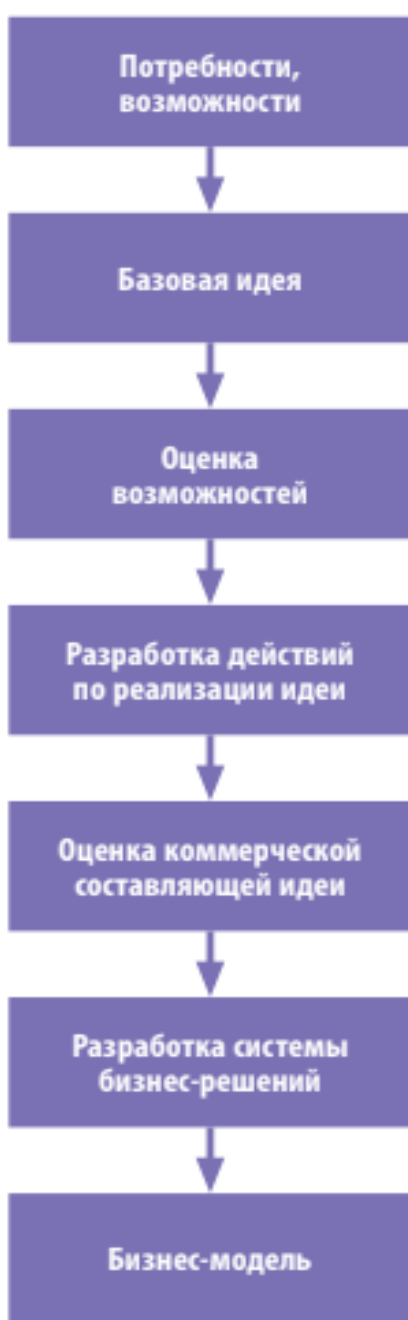 Потребности,
возможности
Базовая идея
Оценка
возможностей
Разработка действий
по реализации идеи
Оценка коммерческой
составляющей идеи
Разработка системы
бизнес-решений
Бизнес-модель